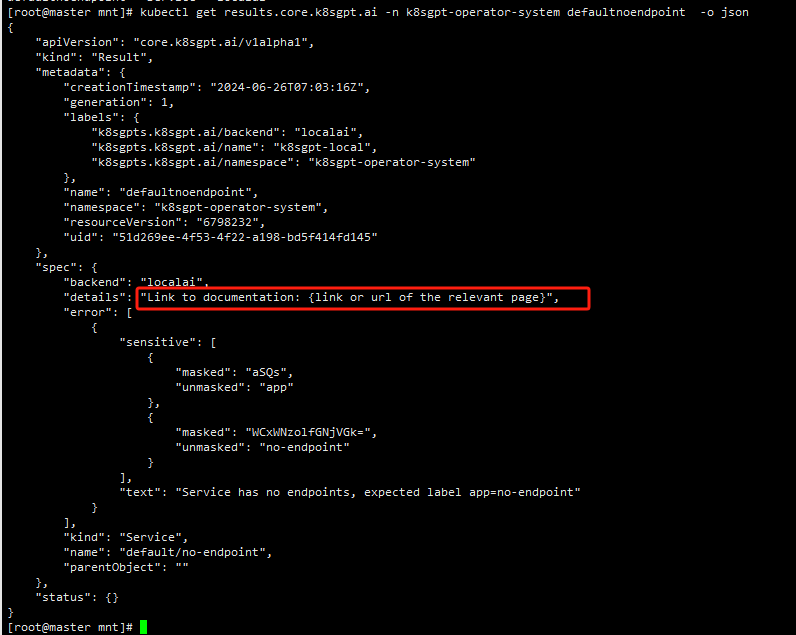 [root@master mnt]# kubectl get results.core.k8sgpt.ai -n k8sgpt-operator-system defaultnoendpoint  -o json
{
    "apiVersion": "core.k8sgpt.ai/v1alpha1",
    "kind": "Result",
    "metadata": {
        "creationTimestamp": "2024-06-26T07:03:16Z",
        "generation": 1,
        "labels": {
            "k8sgpts.k8sgpt.ai/backend": "localai",
            "k8sgpts.k8sgpt.ai/name": "k8sgpt-local",
            "k8sgpts.k8sgpt.ai/namespace": "k8sgpt-operator-system"
        },
        "name": "defaultnoendpoint",
        "namespace": "k8sgpt-operator-system",
        "resourceVersion": "6798232",
        "uid": "51d269ee-4f53-4f22-a198-bd5f414fd145"
    },
    "spec": {
        "backend": "localai",
        "details": "Link to documentation: {link or url of the relevant page}",
        "error": [
            {
                "sensitive": [
                    {
                        "masked": "aSQs",
                        "unmasked": "app"
                    },
                    {
                        "masked": "WCxWNzolfGNjVGk=",
                        "unmasked": "no-endpoint"
                    }
                ],
                "text": "Service has no endpoints, expected label app=no-endpoint"
            }
        ],
        "kind": "Service",
        "name": "default/no-endpoint",
        "parentObject": ""
    },
    "status": {}
}
[root@master mnt]#